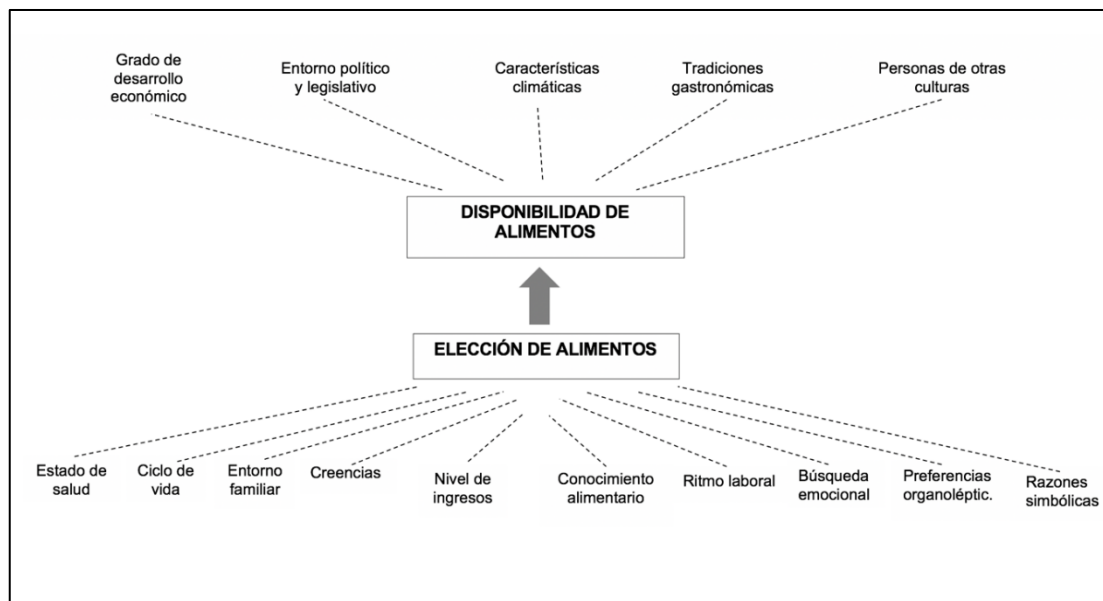 Grado de
desarrollo
económico
Entorno político
y legislativo
Características
climáticas
Tradiciones
gastronómicas
Personas de otras
culturas
DISPONIBILIDAD DE
ALIMENTOS
ELECCIÓN DE ALIMENTOS
Estado de
salud
Ciclo de
vida
Entorno
familiar
Creencias
Nivel de
ingresos
Conocimiento
alimentario
Ritmo laboral
Búsqueda
emocional
Preferencias
organoléptic.
Razones
simbólicas